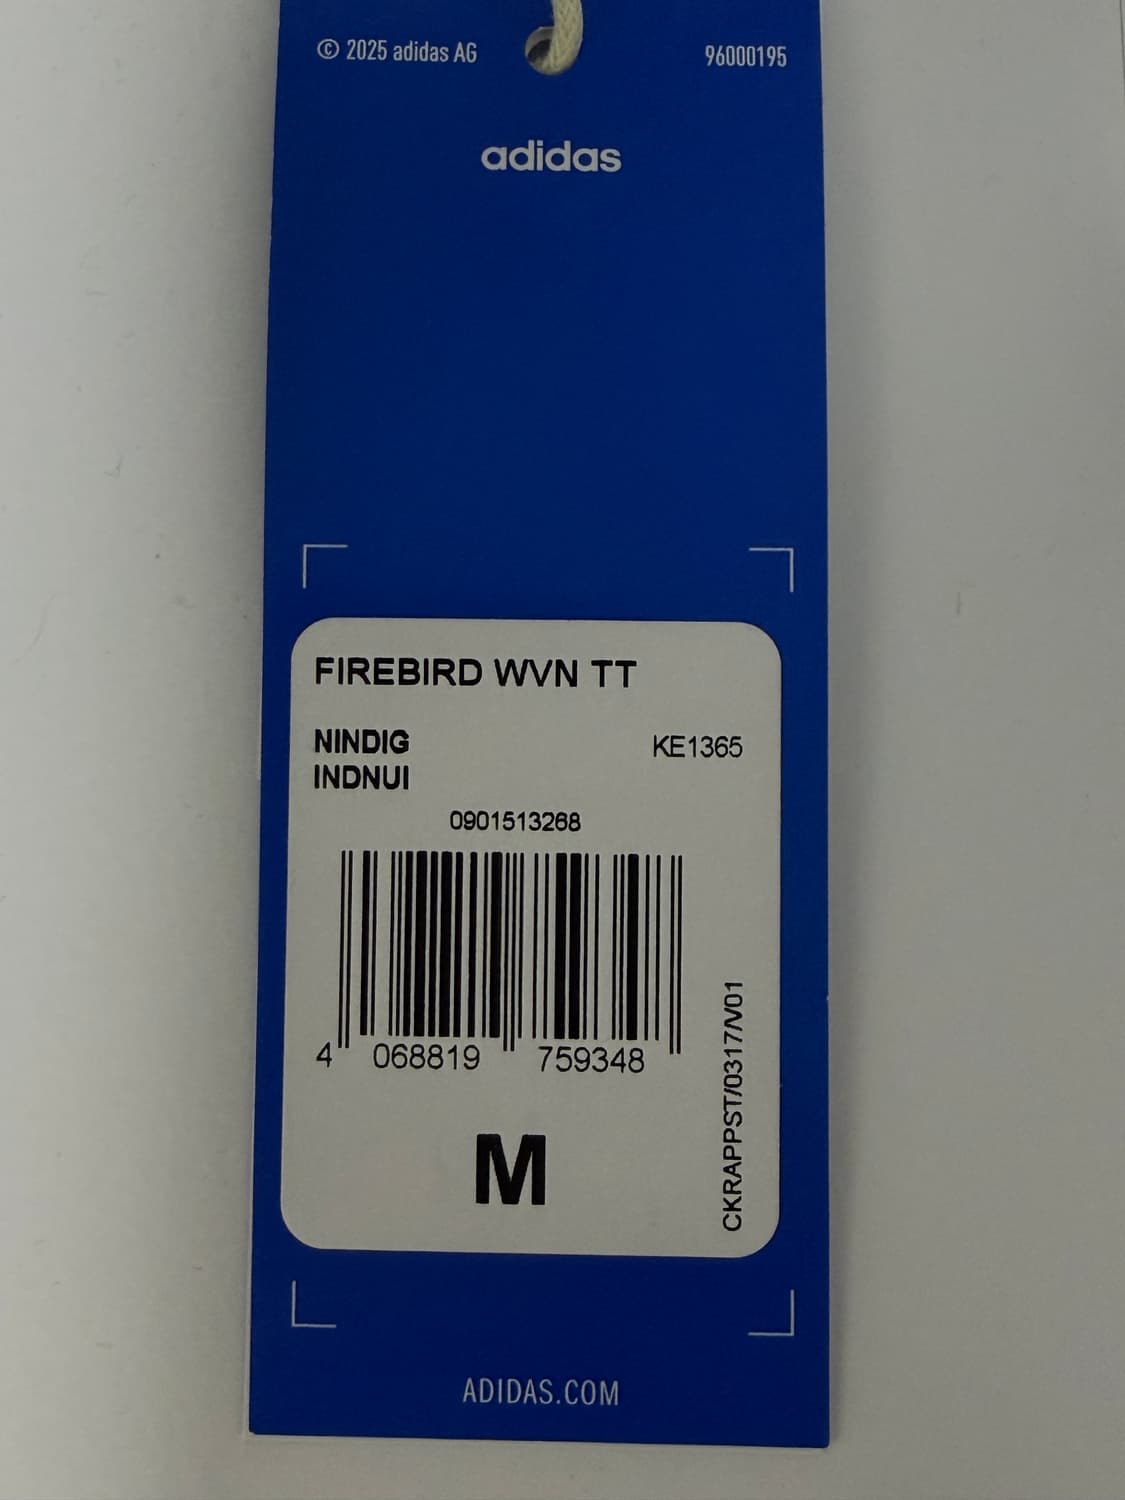 © 2025 adidas AG
96000195
adidas
FIREBIRD WVN TT
NINDIG
KE1365
INDNUI
0901513268
4 068819 759348
M
CKRAPPST/0317/V01
ADIDAS.COM